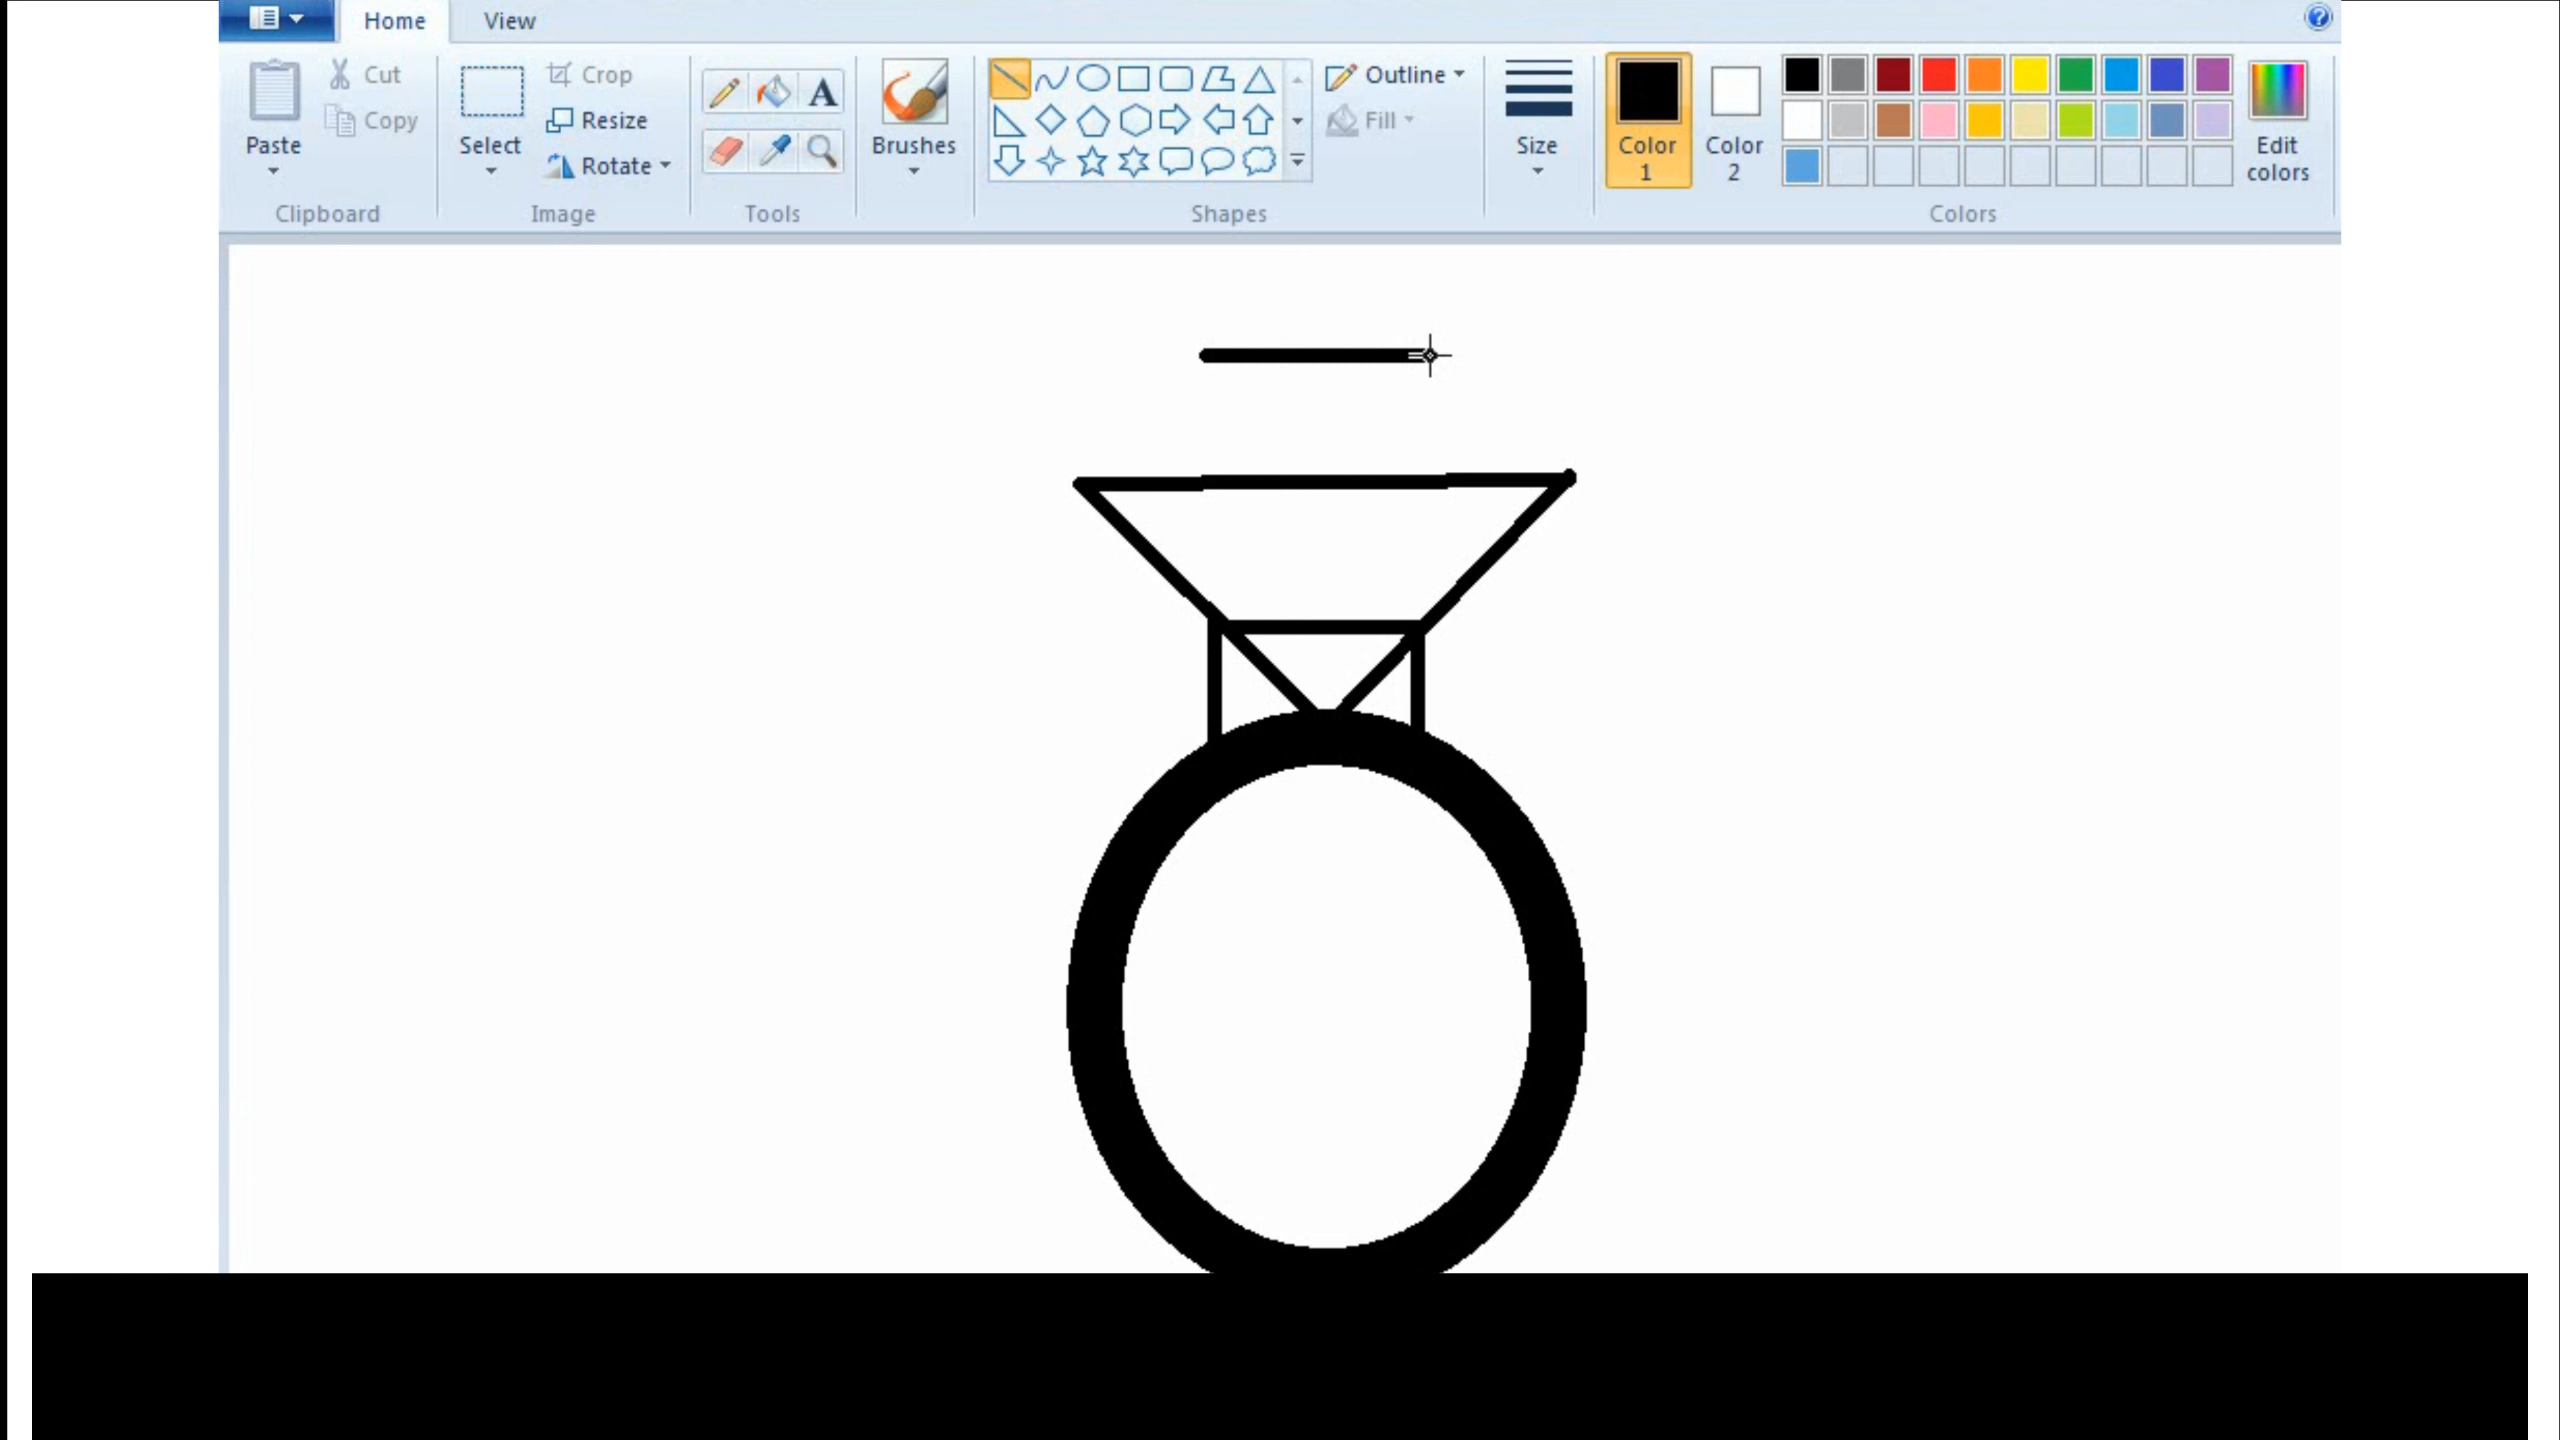 Home View
Paste
Cut
Copy
Clipboard
Select
Crop
Resize
Rotate
Image
A
Tools
Brushes
Shapes
Outline
Fill
Size
Color
1
Color
2
Edit
colors
Colors